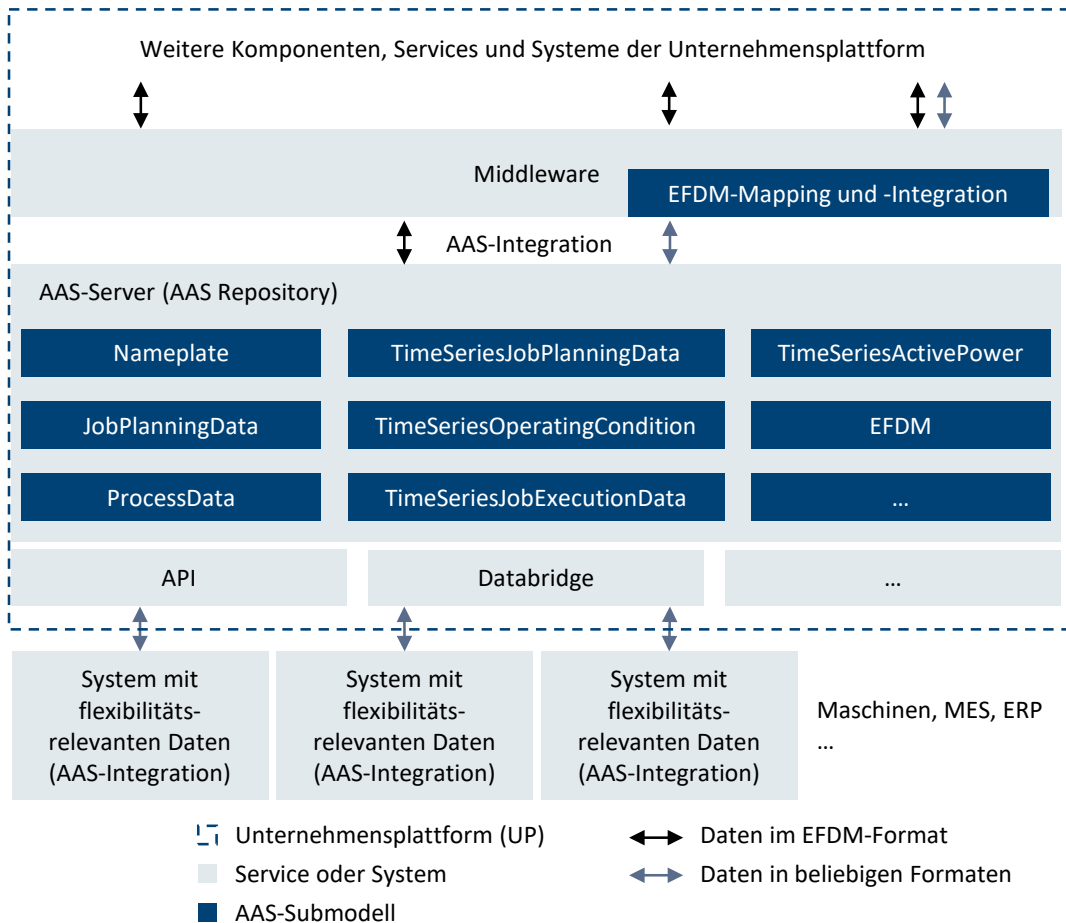 Weitere Komponenten, Services und Systeme der Unternehmensplattform
Middleware
EFDM-Mapping und -Integration
AAS-Integration
AAS-Server (AAS Repository)
Nameplate
TimeSeriesJobPlanningData
TimeSeriesActivePower
JobPlanningData
TimeSeriesOperatingCondition
EFDM
ProcessData
TimeSeriesJobExecutionData
...
API
Databridge
...
System mit
flexibilitäts-
relevanten Daten
(AAS-Integration)
System mit
flexibilitäts-
relevanten Daten
(AAS-Integration)
System mit
flexibilitäts-
relevanten Daten
(AAS-Integration)
Maschinen, MES, ERP
...
Unternehmensplattform (UP)
Service oder System
AAS-Submodell
Daten im EFDM-Format
Daten in beliebigen Formaten